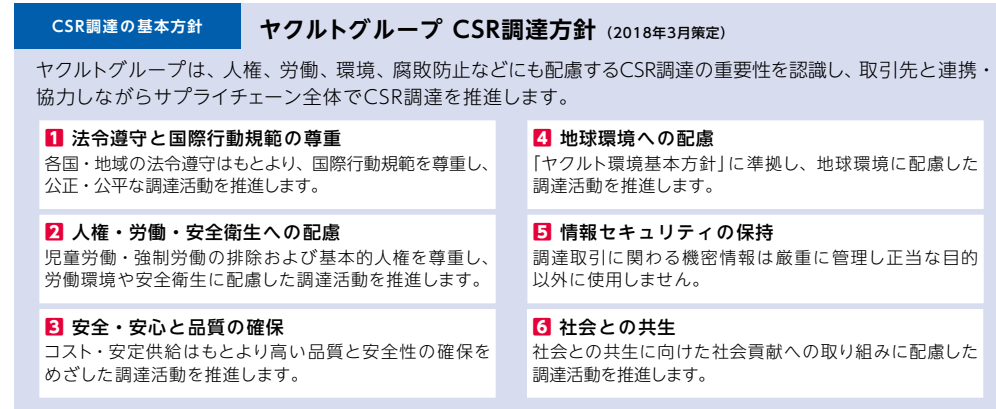 CSR調達の基本方針
ヤクルトグループ CSR調達方針（2018年3月策定）
ヤクルトグループは、人権、労働、環境、腐敗防止などにも配慮するCSR調達の重要性を認識し、取引先と連携・
協力しながらサプライチェーン全体でCSR調達を推進します。
1 法令遵守と国際行動規範の尊重
各国・地域の法令遵守はもとより、国際行動規範を尊重し、
公正・公平な調達活動を推進します。
2 人権・労働・安全衛生への配慮
児童労働・強制労働の排除および基本的人権を尊重し、
労働環境や安全衛生に配慮した調達活動を推進します。
3 安全・安心と品質の確保
コスト・安定供給はもとより高い品質と安全性の確保を
めざした調達活動を推進します。
4 地球環境への配慮
「ヤクルト環境基本方針」に準拠し、地球環境に配慮した
調達活動を推進します。
5 情報セキュリティの保持
調達取引に関わる機密情報は厳重に管理し正当な目的
以外に使用しません。
6 社会との共生
社会との共生に向けた社会貢献への取り組みに配慮した
調達活動を推進します。